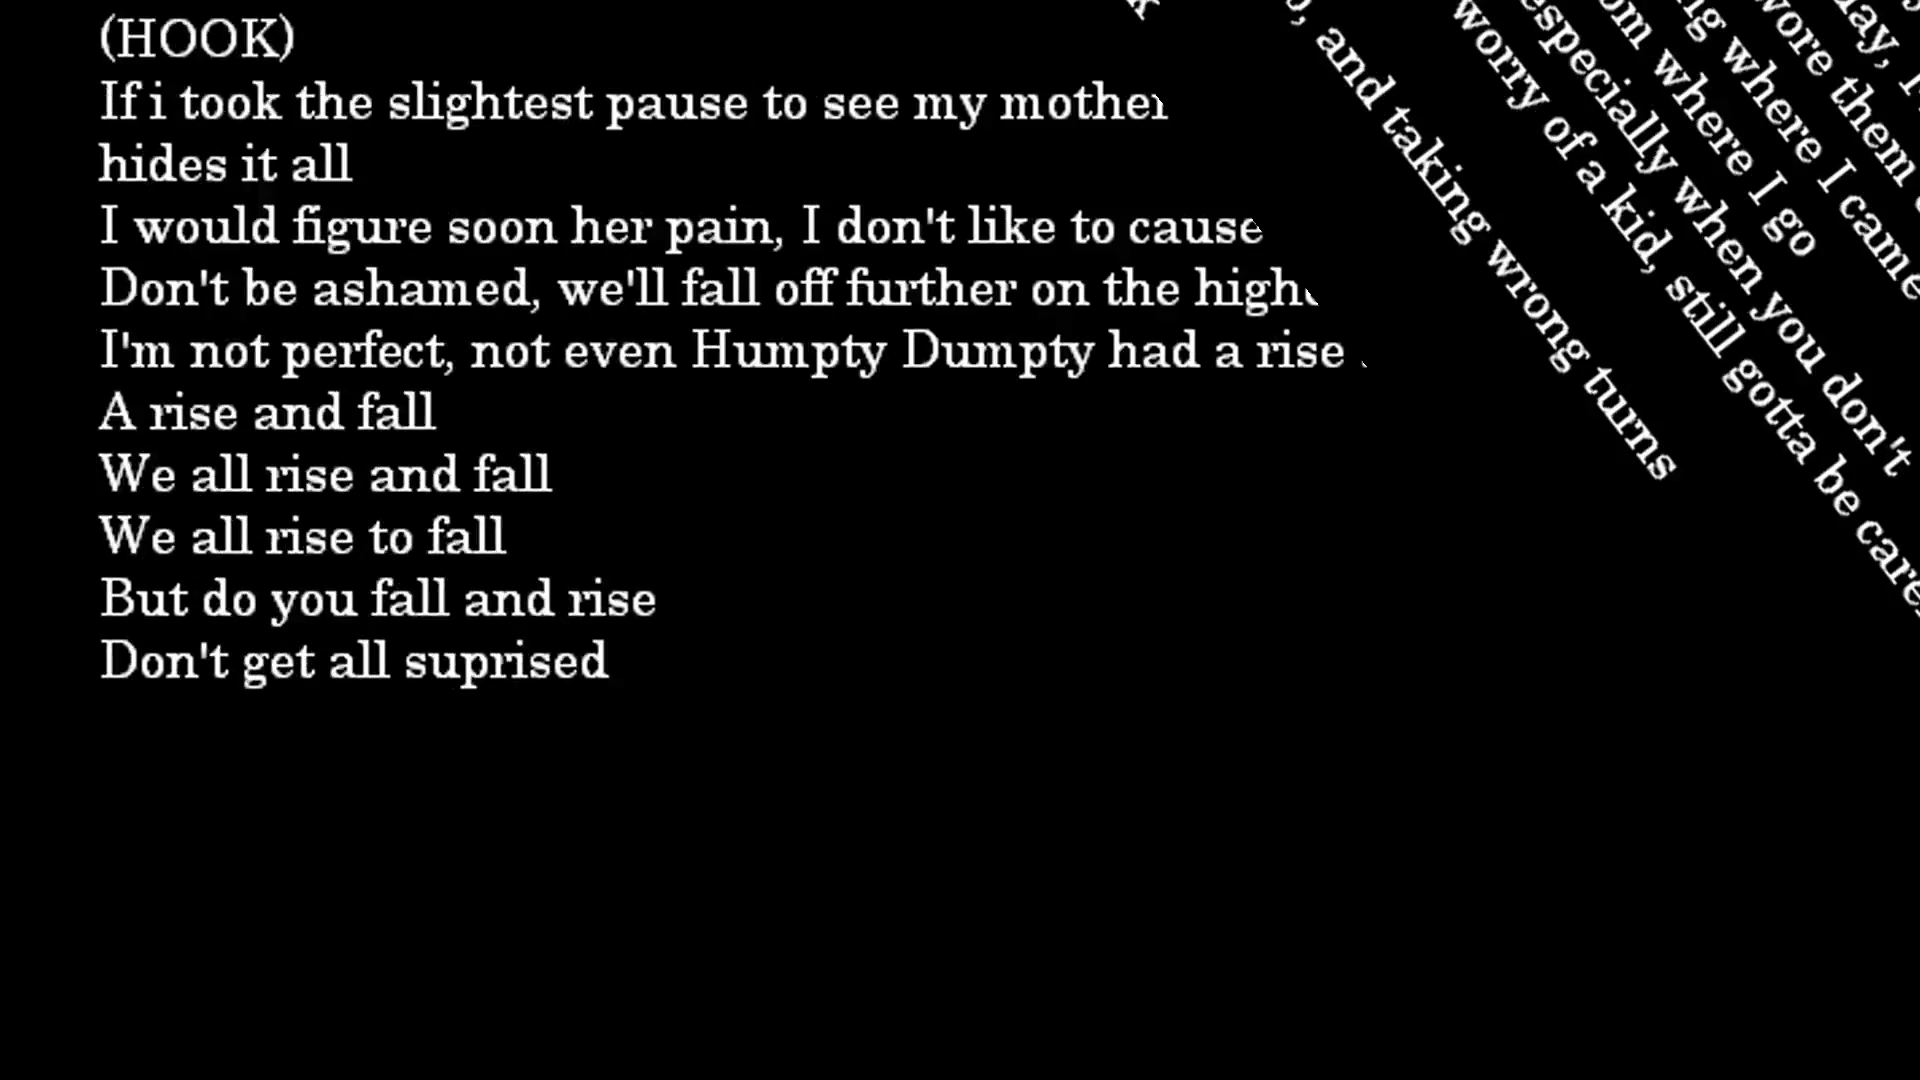 (HOOK)
If i took the slightest pause to see my mother
hides it all
I would figure soon her pain, I don't like to cause
Don't be ashamed, we'll fall off further on the
I'm not perfect, not even Humpty Dumpty had a rise
A rise and fall
We all rise and fall
We all rise to fall
But do you fall and rise
Don't get all suprised
and taking wrong turns
worry of a kid, still gotta be
especially when you don't
where I go
where I came
wore them